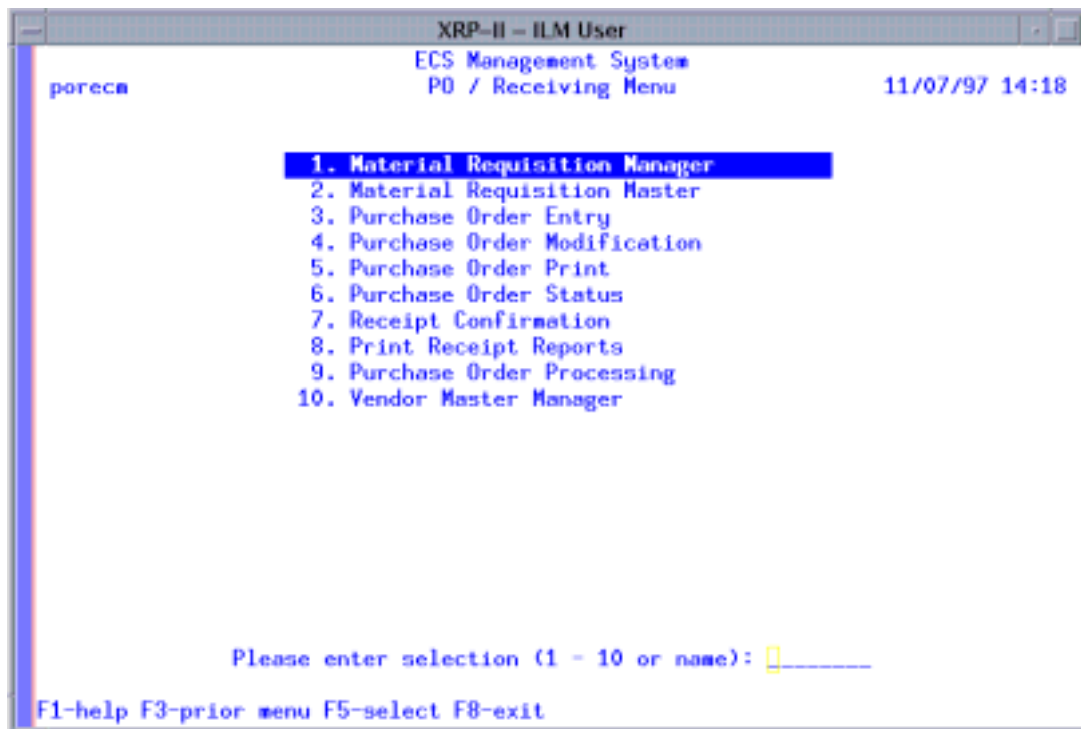 XRP-II – ILM User
ECS Management System
porecm PO / Receiving Menu 11/07/97 14:18
1. Material Requisition Manager
2. Material Requisition Master
3. Purchase Order Entry
4. Purchase Order Modification
5. Purchase Order Print
6. Purchase Order Status
7. Receipt Confirmation
8. Print Receipt Reports
9. Purchase Order Processing
10. Vendor Master Manager
Please enter selection (1 - 10 or name): ________
F1-help F3-prior menu F5-select F8-exit